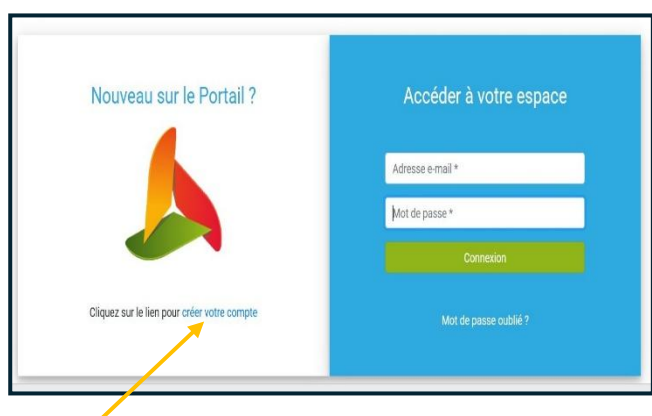 Nouveau sur le Portail ?
Cliquez sur le lien pour créer votre compte
Accéder à votre espace
Adresse e-mail *
Mot de passe *
Connexion
Mot de passe oublié ?